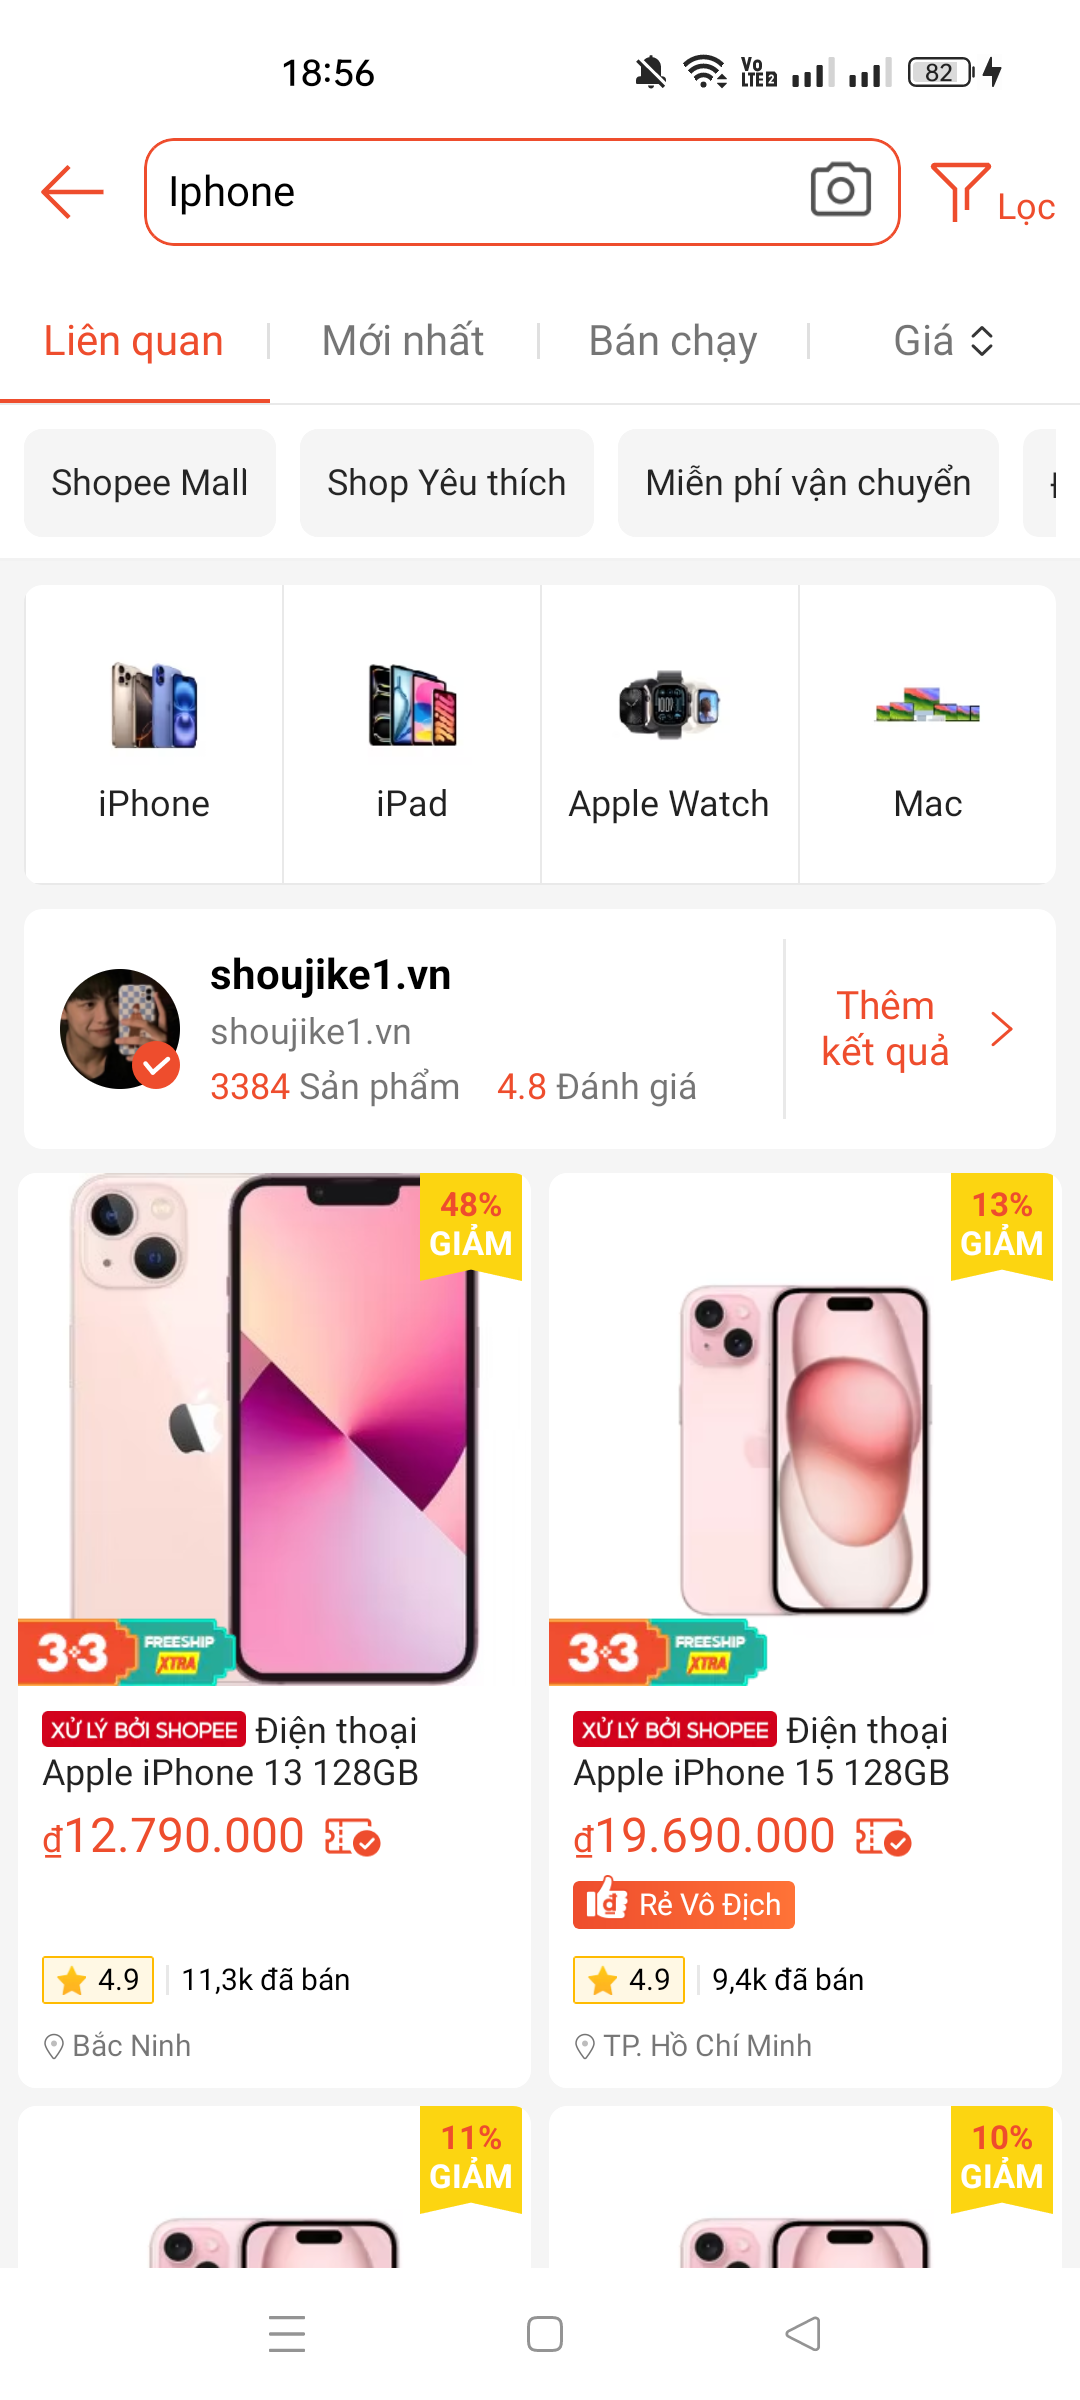 18:56
Vo
LTE2
82
Iphone
Lọc
Liên quan
Mới nhất
Bán chạy
Giá
Shopee Mall
Shop Yêu thích
Miễn phí vận chuyển
iPhone
iPad
Apple Watch
Mac
shoujike1.vn
shoujike1.vn
3384 Sản phẩm
4.8 Đánh giá
Thêm
kết quả
48%
GIẢM
3.3
FREESHIP
XTRA
XỬ LÝ BỞI SHOPEE Điện thoại
Apple iPhone 13 128GB
₫12.790.000
4.9
11,3k đã bán
Bắc Ninh
13%
GIẢM
3.3
FREESHIP
XTRA
XỬ LÝ BỞI SHOPEE Điện thoại
Apple iPhone 15 128GB
₫19.690.000
Rẻ Vô Địch
4.9
9,4k đã bán
TP. Hồ Chí Minh
11%
GIẢM
10%
GIẢM